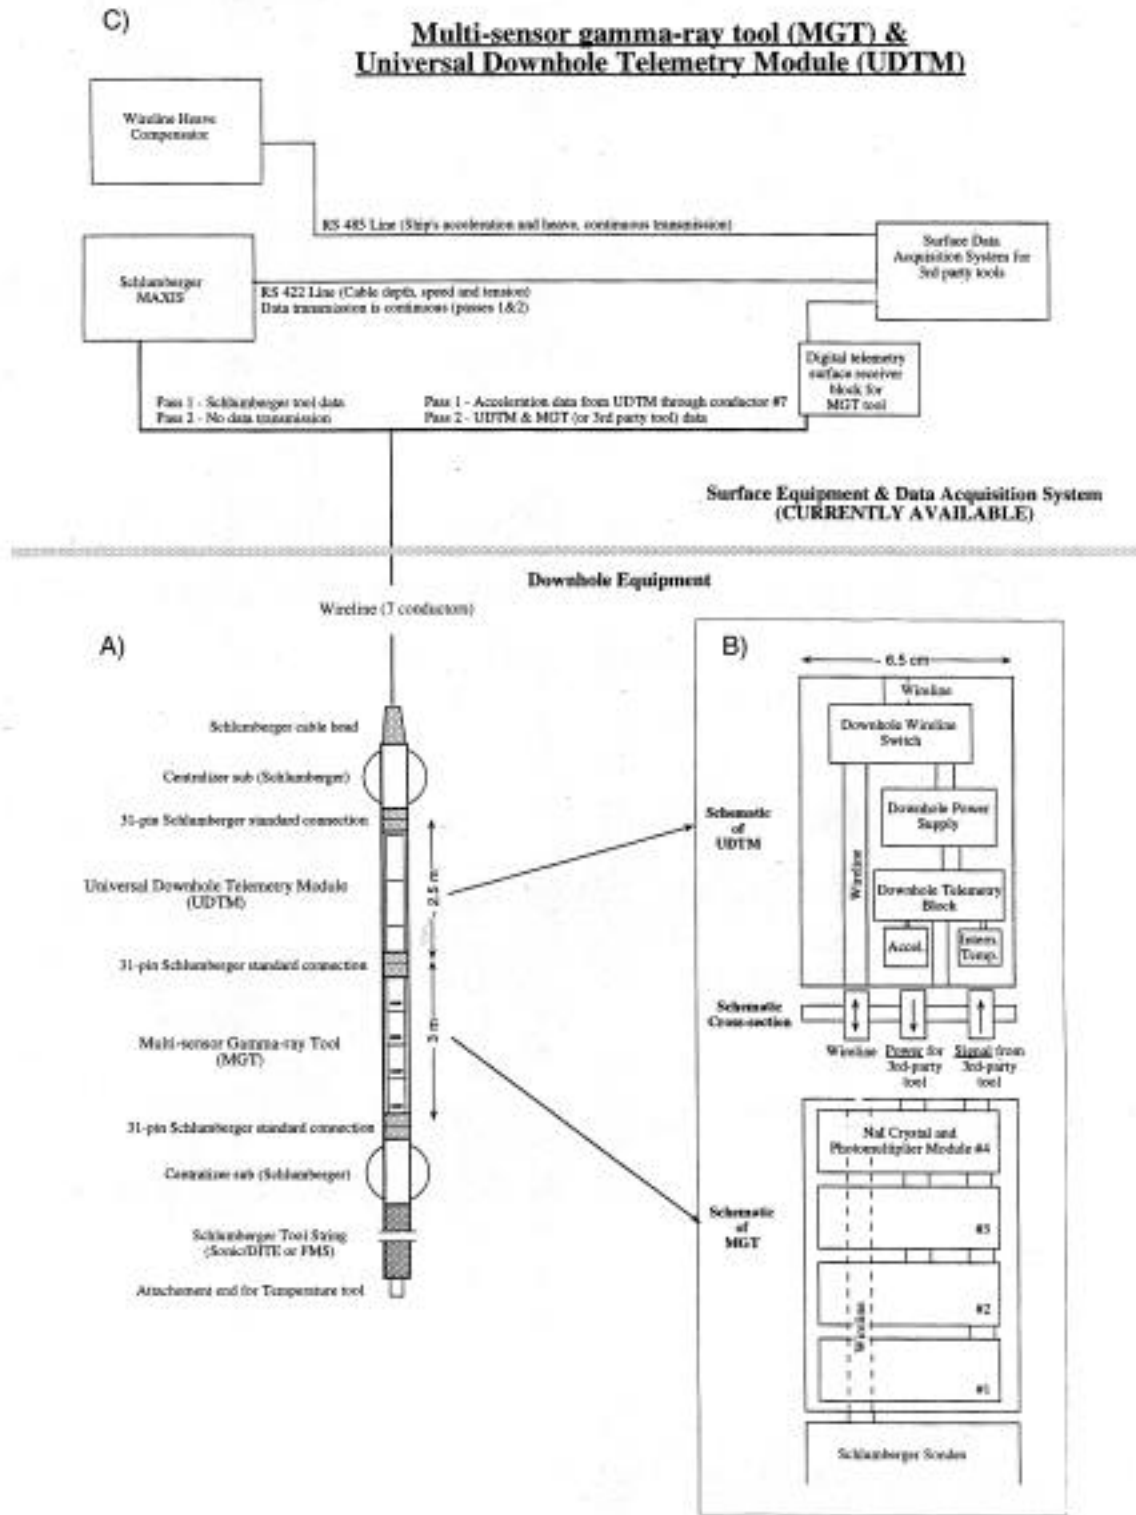 C)
Multi-sensor gamma-ray tool (MGT) &
Universal Downhole Telemetry Module (UDTM)
Wireline Heave
Compensator
RS 485 Line (Ship's acceleration and heave, continuous transmission)
Surface Data
Acquisition System for
3rd party tools
Schlumberger
MAXIS
RS 422 Line (Cable depth, speed and tension)
Data transmission is continuous (passes 1&2)
Digital telemetry
surface receiver
block for
MGT tool
Pass 1 - Schlumberger tool data
Pass 2 - No data transmission
Pass 1 - Acceleration data from UDTM through conductor #7
Pass 2 - UDTM & MGT (or 3rd party tool) data
Surface Equipment & Data Acquisition System
(CURRENTLY AVAILABLE)
Downhole Equipment
Wireline (7 conductors)
A)
Schlumberger cable head
Centralizer sub (Schlumberger)
31-pin Schlumberger standard connection
Universal Downhole Telemetry Module
(UDTM)
~ 2.5 m
31-pin Schlumberger standard connection
Multi-sensor Gamma-ray Tool
(MGT)
3 m
31-pin Schlumberger standard connection
Centralizer sub (Schlumberger)
Schlumberger Tool String
(Sonic/DITE or FMS)
Attachement end for Temperature tool
B)
~ 6.5 cm
Wireline
Downhole Wireline
Switch
Downhole Power
Supply
Schematic
of
UDTM
Wireline
Downhole Telemetry
Block
Accel.
Intern.
Temp.
Schematic
Cross-section
Wireline
Power for
3rd-party
tool
Signal from
3rd-party
tool
NaI Crystal and
Photomultiplier Module #4
#3
Schematic
of
MGT
#2
Wireline
#1
Schlumberger Sondes